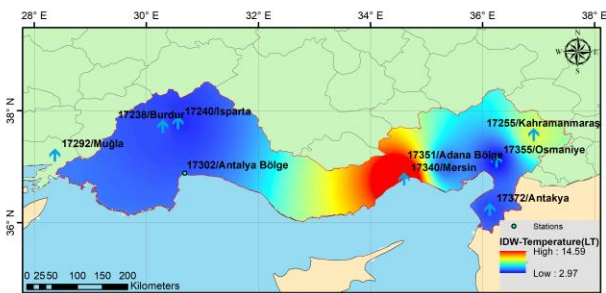 28° E 30° E 32° E 34° E 36° E 38° E
N
W E
S
38° N
36° N
17238/Burdur
17240/Isparta
17292/Muğla
17302/Antalya Bölge
17255/Kahramanmaraş
17351/Adana Bölge
17355/Osmaniye
17340/Mersin
17372/Antakya
Stations
IDW-Temperature(LT)
High : 14.59
Low : 2.97
0 25 50 100 150 200
Kilometers